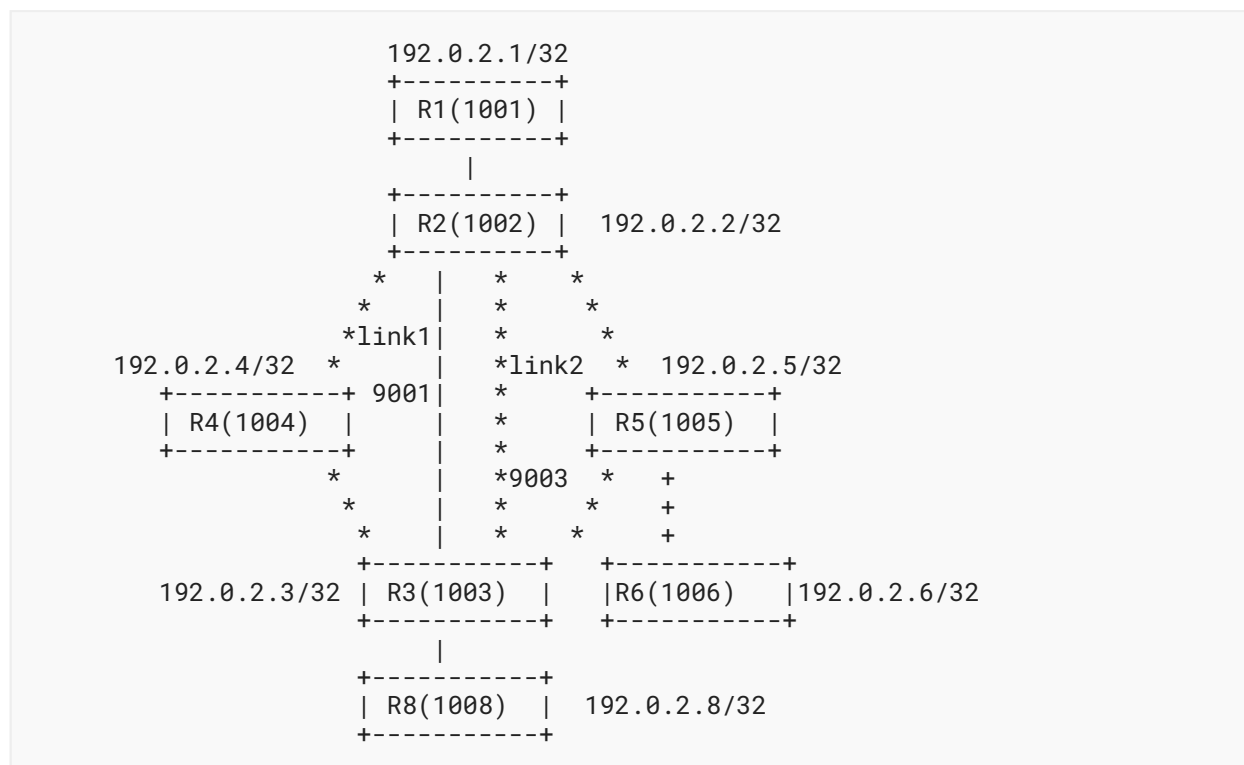 192.0.2.1/32
+----------+
| R1(1001) |
+----------+
|
+----------+
| R2(1002) |  192.0.2.2/32
+----------+
*   |   *    *
*    |   *     *
*link1|   *      *
192.0.2.4/32  *      |   *link2  *  192.0.2.5/32
+-----------+ 9001|   *     +-----------+
| R4(1004)  |     |   *     | R5(1005)  |
+-----------+     |   *     +-----------+
*      |   *9003  *   +
*     |   *     *    +
*    |   *    *     +
+-----------+   +-----------+
192.0.2.3/32 | R3(1003)  |   |R6(1006)   |192.0.2.6/32
+-----------+   +-----------+
|
+-----------+
| R8(1008)  |  192.0.2.8/32
+-----------+